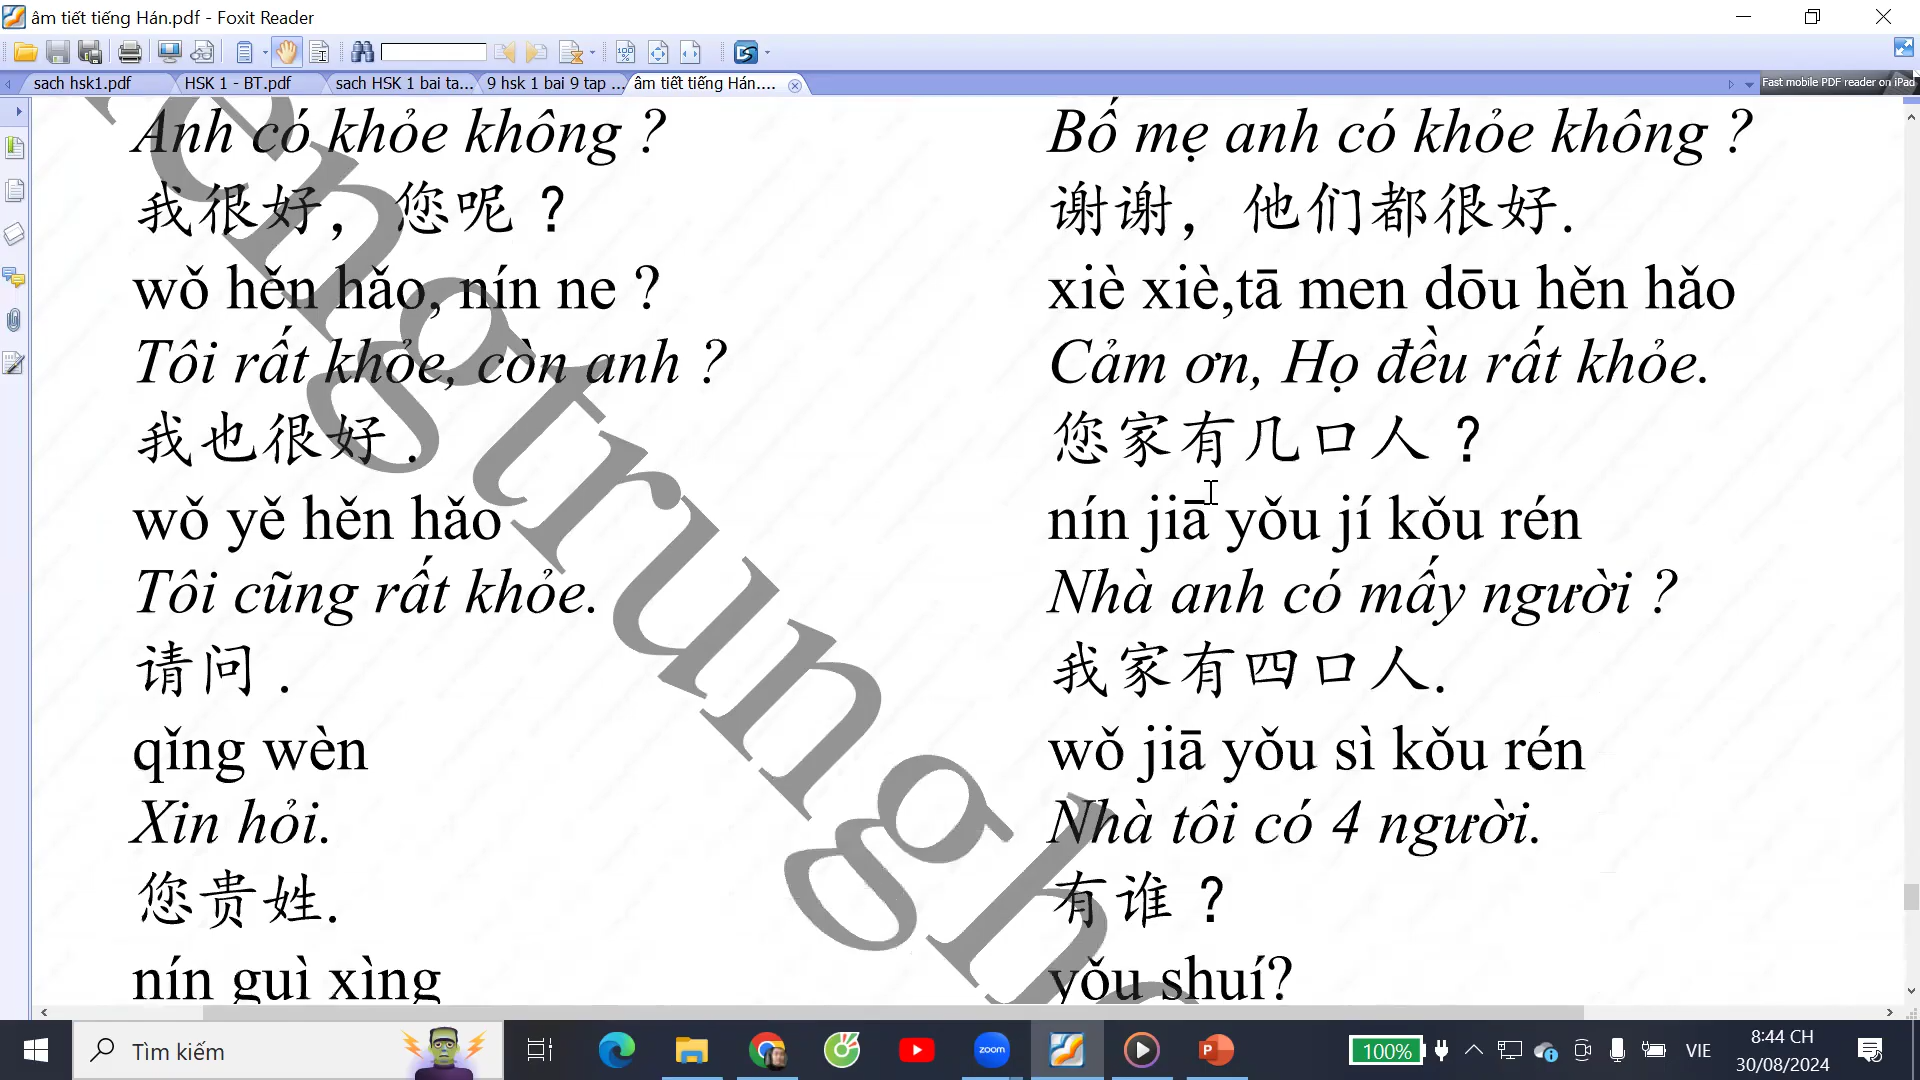 âm tiết tiếng Hán.pdf - Foxit Reader
sach hsk1.pdf
HSK 1 - BT.pdf
sach HSK 1 bai ta...
9 hsk 1 bai 9 tap ...
âm tiết tiếng Hán....
Fast mobile PDF reader on iPad
Anh có khỏe không ?
我很好，您呢？
wǒ hěn hǎo, nín ne ?
Tôi rất khỏe, còn anh ?
我也很好 .
wǒ yě hěn hǎo
Tôi cũng rất khỏe.
请问 .
qǐng wèn
Xin hỏi.
您贵姓.
nín guì xìng
Bố mẹ anh có khỏe không ?
谢谢，他们都很好.
xiè xiè,tā men dōu hěn hǎo
Cảm ơn, Họ đều rất khỏe.
您家有几口人？
nín jiā yǒu jí kǒu rén
Nhà anh có mấy người ?
我家有四口人.
wǒ jiā yǒu sì kǒu rén
Nhà tôi có 4 người.
有谁？
yǒu shuí?
engtrungh
Tìm kiếm
zoom
100%
VIE
8:44 CH
30/08/2024